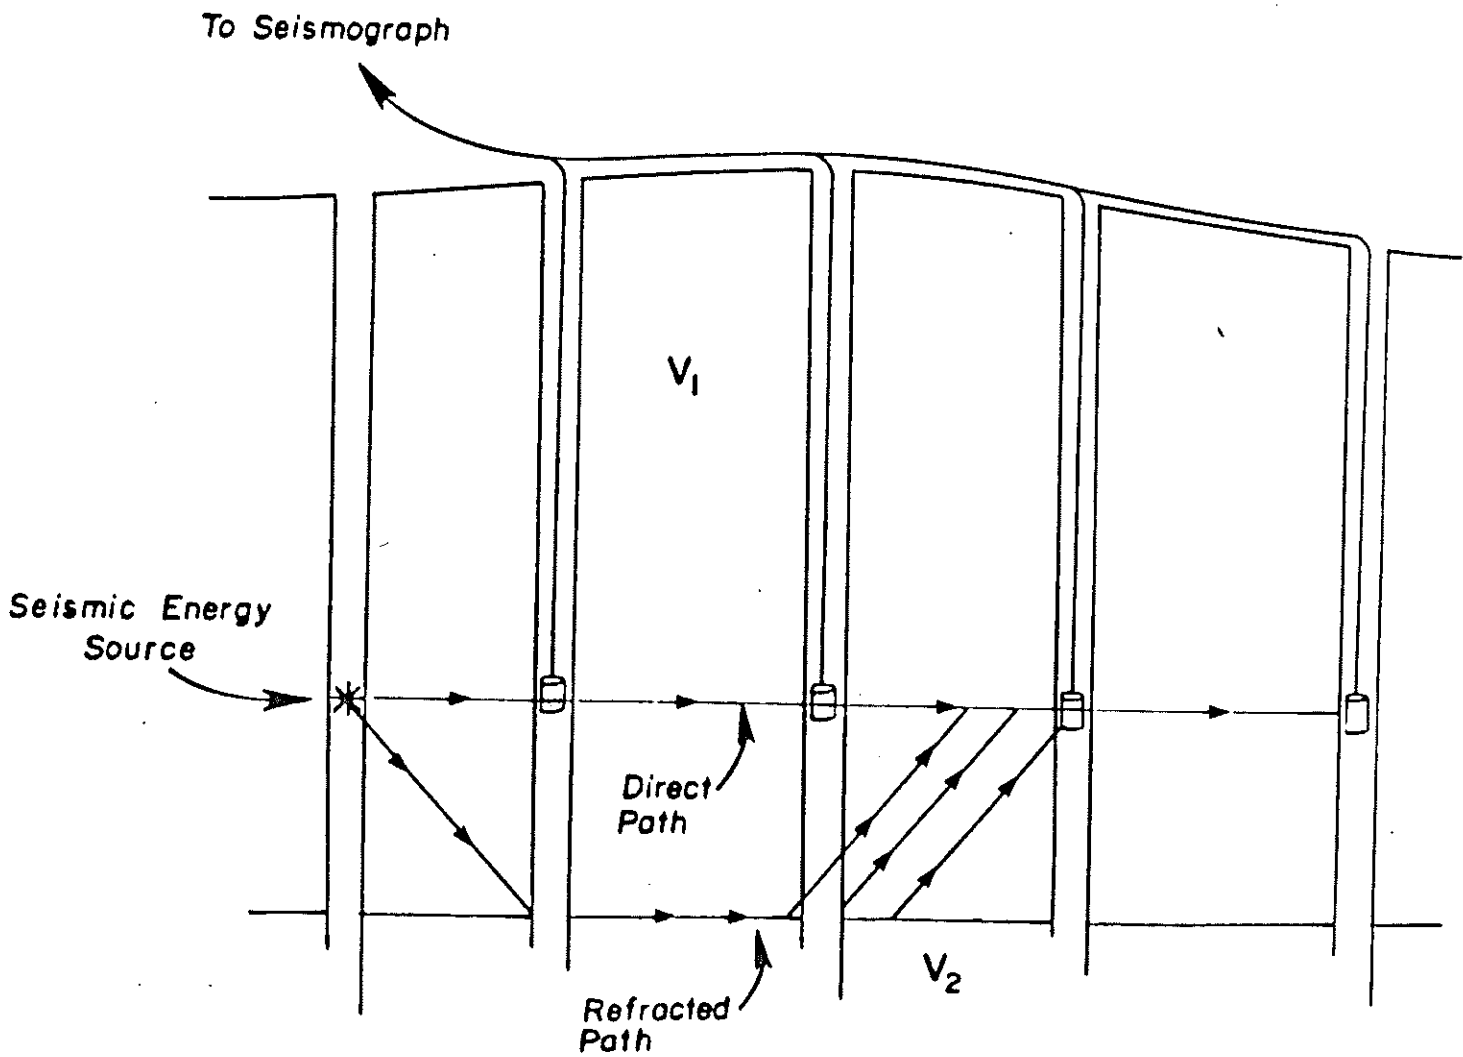 To Seismograph
V₁
Seismic Energy
Source
Direct
Path
V₂
Refracted
Path